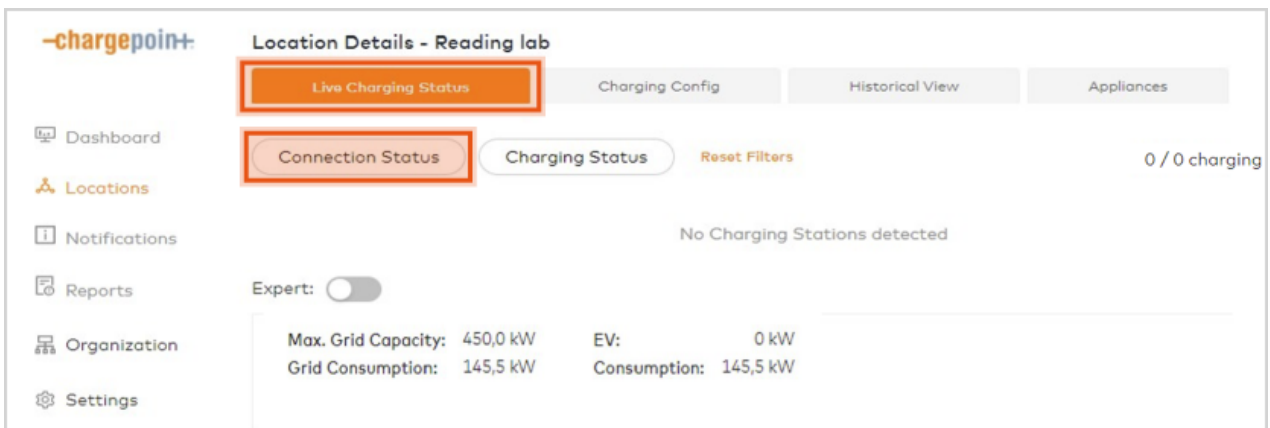 -chargepoin+
Location Details - Reading lab
Live Charging Status Charging Config Historical View Appliances
Dashboard
Locations
Notifications
Reports
Organization
Settings
Connection Status Charging Status Reset Filters 0 / 0 charging
No Charging Stations detected
Expert:
Max. Grid Capacity: 450,0 kW EV: 0 kW
Grid Consumption: 145,5 kW Consumption: 145,5 kW